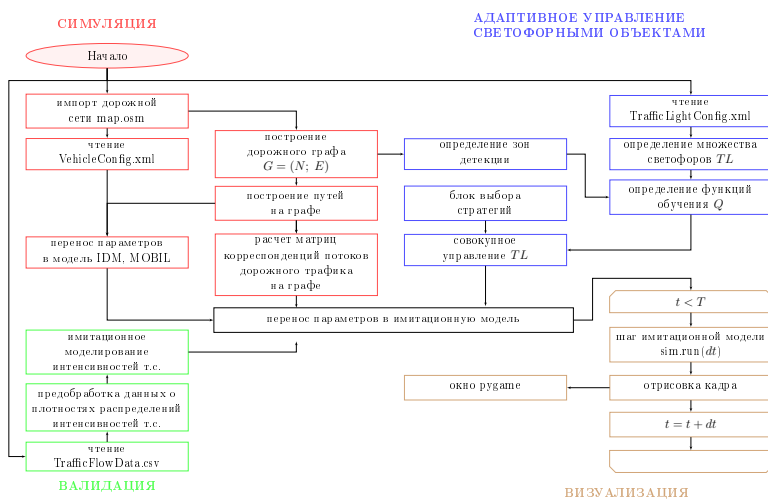 СИМУЛЯЦИЯ
АДАПТИВНОЕ УПРАВЛЕНИЕ
СВЕТОФОРНЫМИ ОБЪЕКТАМИ
Начало
импорт дорожной
сети map.osm
чтение
VehicleConfig.xml
построение
дорожного графа
G = (N; E)
построение путей
на графе
перенос параметров
в модель IDM, MOBIL
расчет матриц
корреспонденций потоков
дорожного трафика
на графе
определение зон
детекции
блок выбора
стратегий
совокупное
управление TL
чтение
TrafficLightConfig.xml
определение множества
светофоров TL
определение функций
обучения Q
перенос параметров в имитационную модель
t < T
шаг имитационной модели
sim.run(dt)
отрисовка кадра
окно pygame
t = t + dt
имитационное
моделирование
интенсивностей т.с.
предобработка данных о
плотностях распределений
интенсивностей т.с.
чтение
TrafficFlowData.csv
ВАЛИДАЦИЯ
ВИЗУАЛИЗАЦИЯ